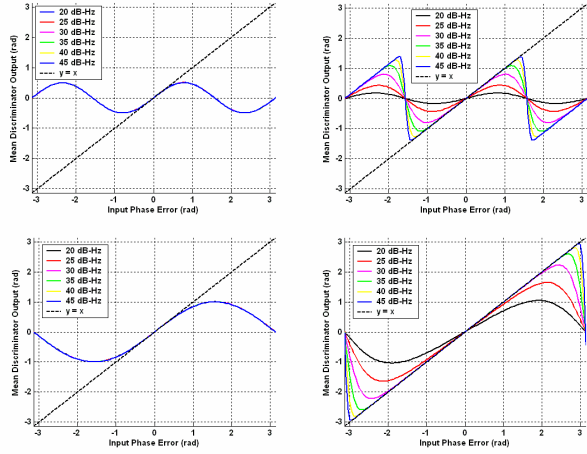 20 dB-Hz
25 dB-Hz
30 dB-Hz
35 dB-Hz
40 dB-Hz
45 dB-Hz
y = x
Mean Discriminator Output (rad)
3
2
1
0
-1
-2
-3
-3 -2 -1 0 1 2 3
Input Phase Error (rad)
20 dB-Hz
25 dB-Hz
30 dB-Hz
35 dB-Hz
40 dB-Hz
45 dB-Hz
y = x
Mean Discriminator Output (rad)
3
2
1
0
-1
-2
-3
-3 -2 -1 0 1 2 3
Input Phase Error (rad)
20 dB-Hz
25 dB-Hz
30 dB-Hz
35 dB-Hz
40 dB-Hz
45 dB-Hz
y = x
Mean Discriminator Output (rad)
3
2
1
0
-1
-2
-3
-3 -2 -1 0 1 2 3
Input Phase Error (rad)
20 dB-Hz
25 dB-Hz
30 dB-Hz
35 dB-Hz
40 dB-Hz
45 dB-Hz
y = x
Mean Discriminator Output (rad)
3
2
1
0
-1
-2
-3
-3 -2 -1 0 1 2 3
Input Phase Error (rad)